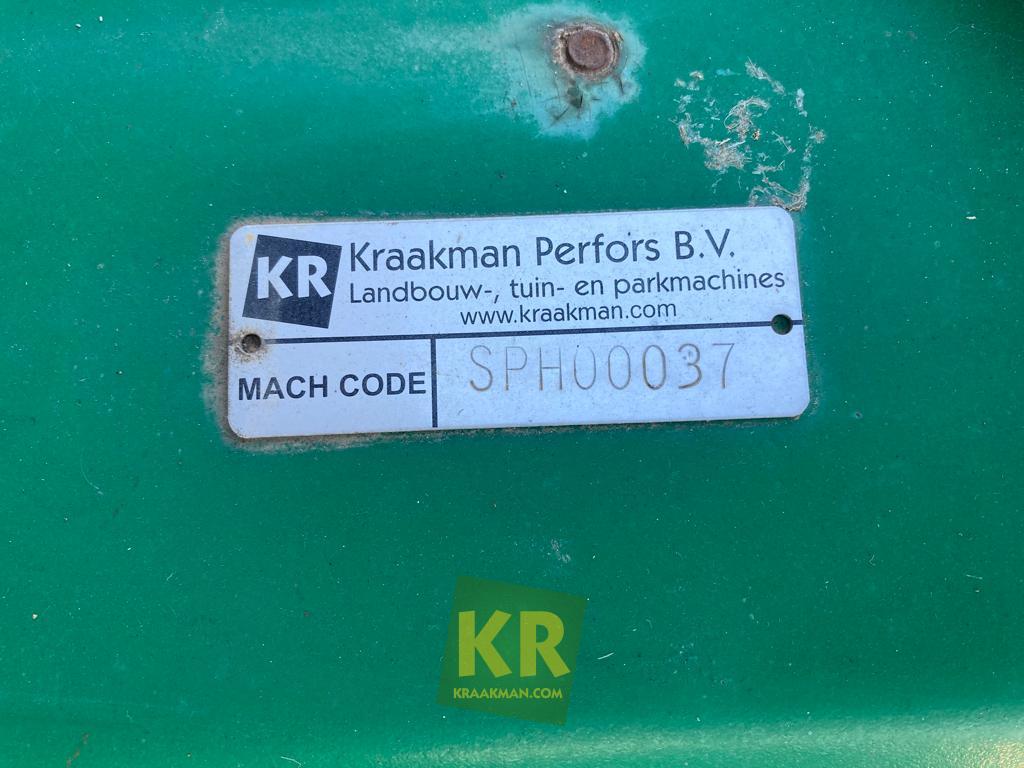 KR
Kraakman Perfors B.V.
Landbouw-, tuin- en parkmachines
www.kraakman.com
MACH CODE
SPH00037
KR
KRAAKMAN.COM